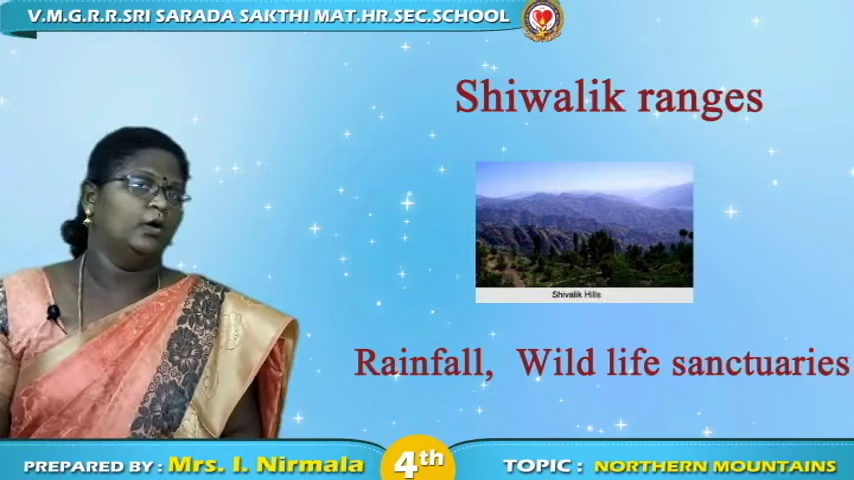 V.M.G.R.R.SRI SARADA SAKTHI MAT.HR.SEC.SCHOOL
Shiwalik ranges
Shivalik Hills
Rainfall, Wild life sanctuaries
PREPARED BY : Mrs. I. Nirmala
4th
TOPIC : NORTHERN MOUNTAINS